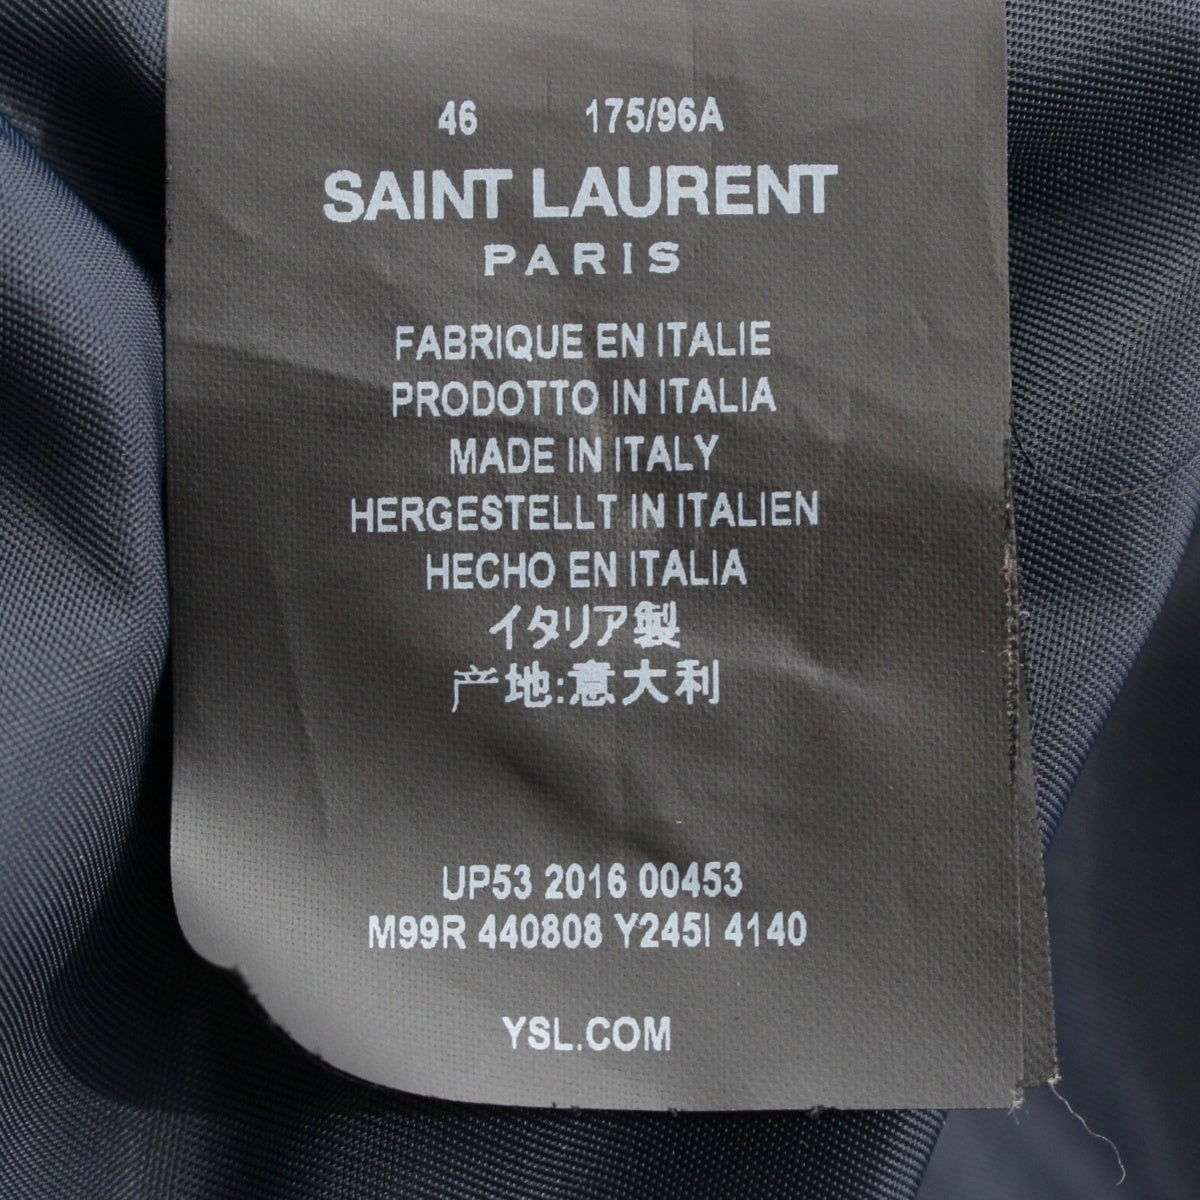 46 175/96A
SAINT LAURENT
PARIS
FABRIQUE EN ITALIE
PRODOTTO IN ITALIA
MADE IN ITALY
HERGESTELLT IN ITALIEN
HECHO EN ITALIA
イタリア製
产地:意大利
UP53 2016 00453
M99R 440808 Y245I 4140
YSL.COM